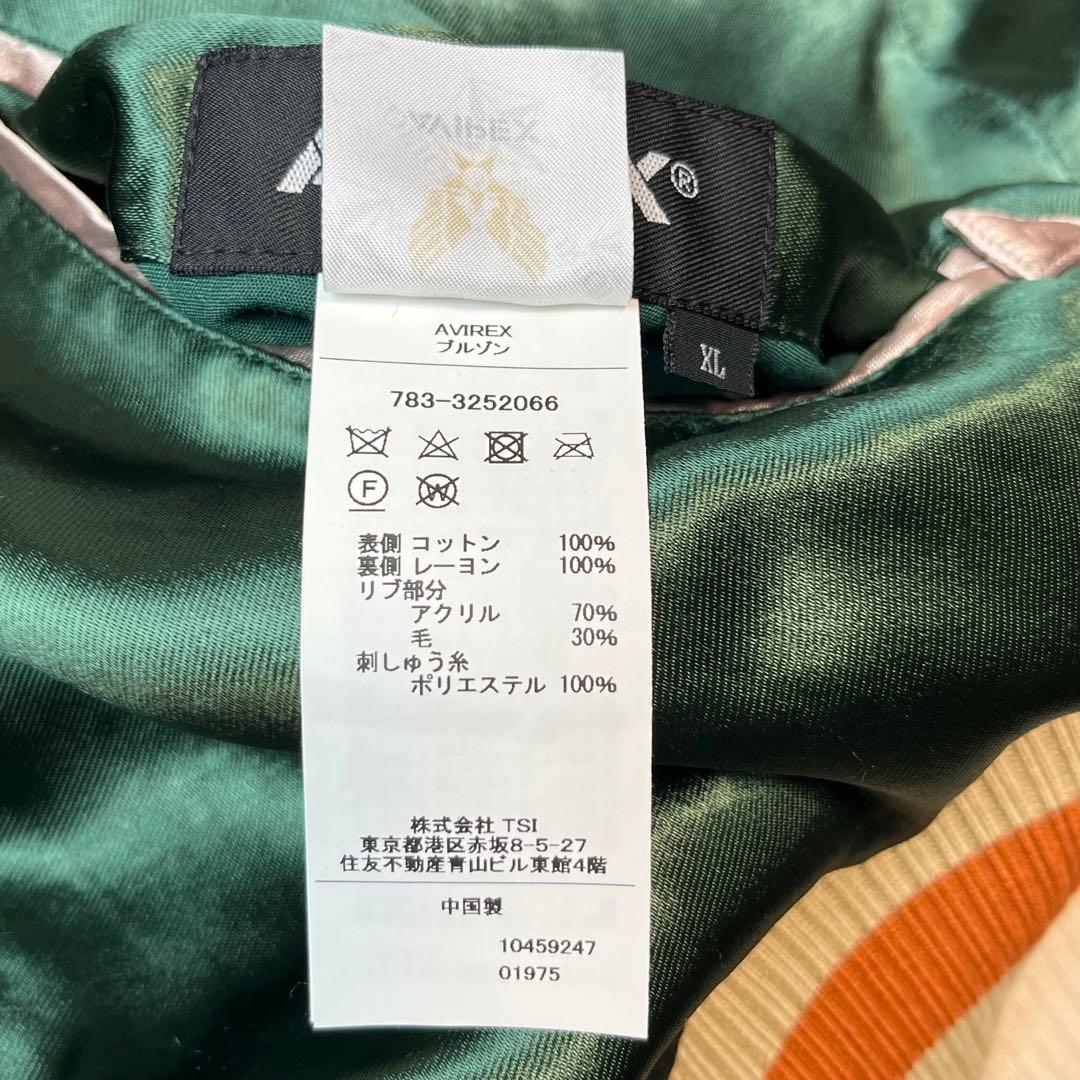 AVIREX
A X®
XL
AVIREX
ブルゾン
783-3252066
F
W
表側 コットン 100%
裏側 レーヨン 100%
リブ部分
アクリル 70%
毛 30%
刺しゅう糸
ポリエステル 100%
株式会社 TSI
東京都港区赤坂8-5-27
住友不動産青山ビル東館4階
中国製
10459247
01975